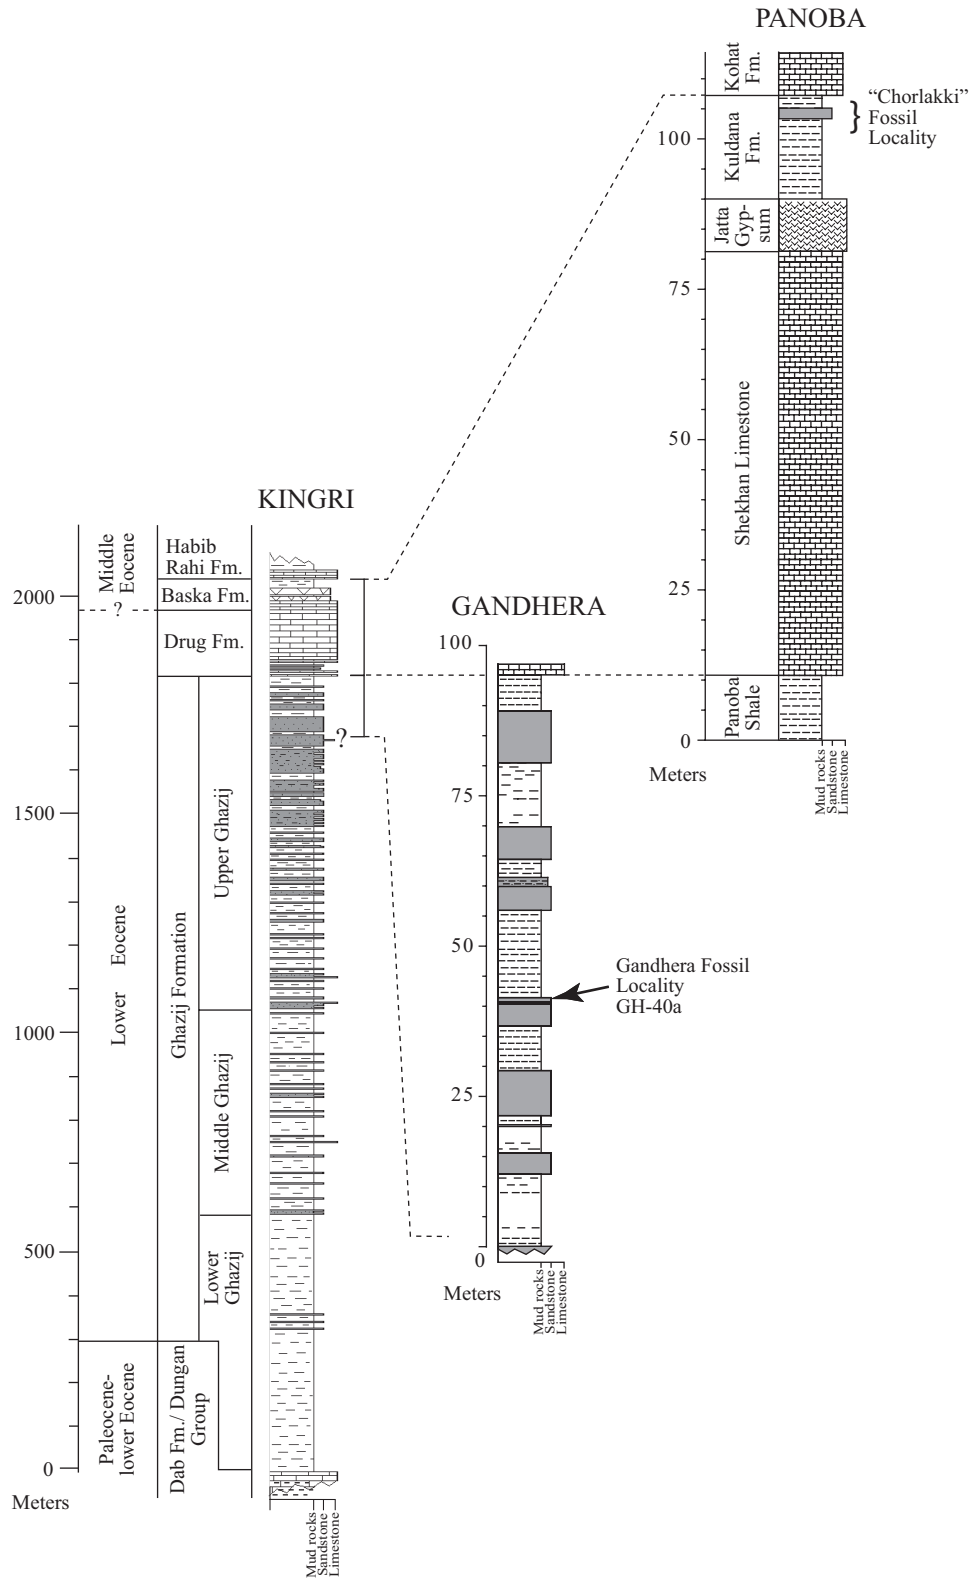 PANOBA
Kohat
Fm.
Kuldana
Fm.
Jatta
Gyp-
sum
Shekhan Limestone
Panoba
Shale
100
75
50
25
0
Meters
Mud rocks
Sandstone
Limestone
“Chorlakki”
Fossil
Locality
KINGRI
Middle
Eocene
?
Lower Eocene
Paleocene-
lower Eocene
Habib
Rahi Fm.
Baska Fm.
Drug Fm.
Ghazij Formation
Upper Ghazij
Middle Ghazij
Lower
Ghazij
Dab Fm./ Dungan
Group
2000
1500
1000
500
0
Meters
Mud rocks
Sandstone
Limestone
?
GANDHERA
100
75
50
25
0
Meters
Mud rocks
Sandstone
Limestone
Gandhera Fossil
Locality
GH-40a